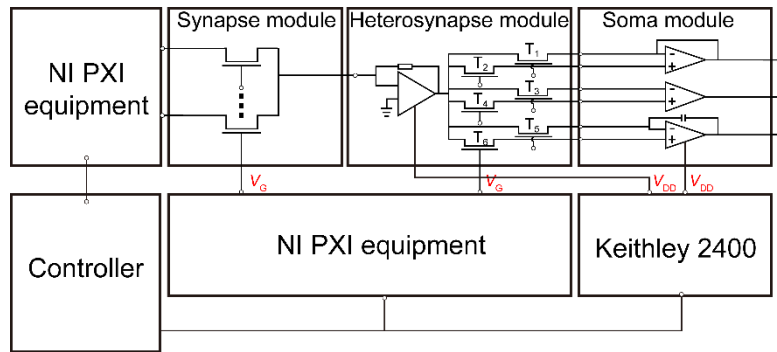 Synapse module
Heterosynapse module
Soma module
NI PXI
equipment
T1
T2
T3
T4
T5
T6
- + - + - +
VG
VG
VDD
VDD
Controller
NI PXI equipment
Keithley 2400